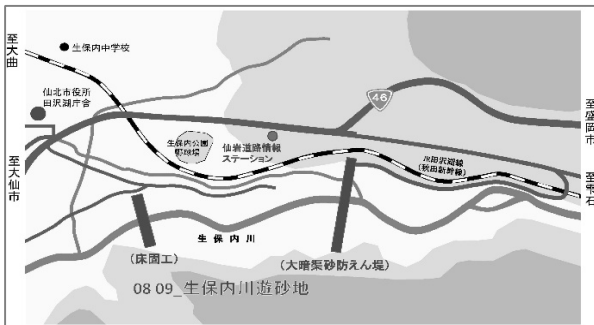 至大曲
生保内中学校
仙北市役所
田沢湖庁舎
46
至盛岡市
生保内公園
野球場
仙岩道路情報
ステーション
JR田沢湖線
(秋田新幹線)
至大仙市
至雫石
生保内川
(床固工)
(大暗渠砂防えん堤)
08 09_生保内川遊砂地